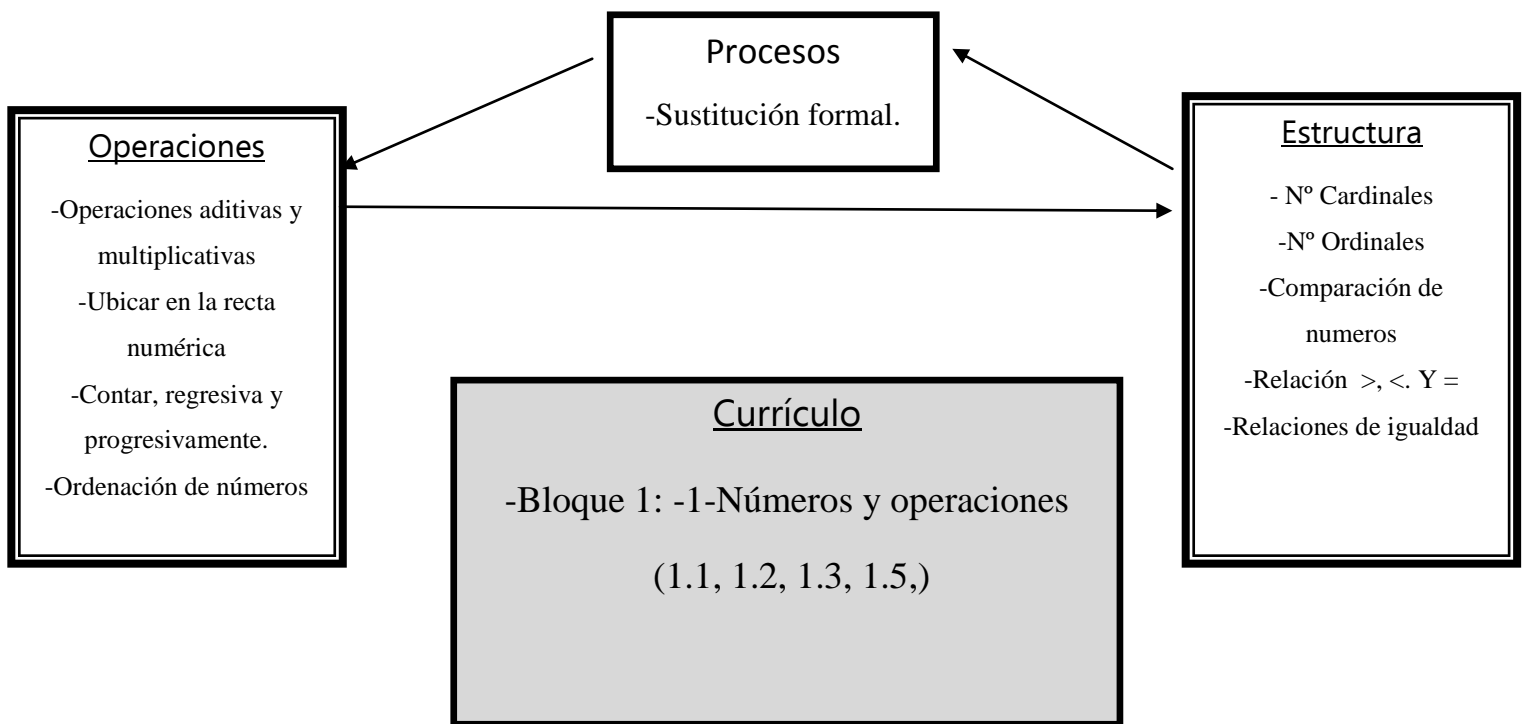 Procesos
-Sustitución formal.
Operaciones
-Operaciones aditivas y
multiplicativas
-Ubicar en la recta
numérica
-Contar, regresiva y
progresivamente.
-Ordenación de números
Estructura
- Nº Cardinales
-Nº Ordinales
-Comparación de
numeros
-Relación >, <. Y =
-Relaciones de igualdad
Currículo
-Bloque 1: -1-Números y operaciones
(1.1, 1.2, 1.3, 1.5,)